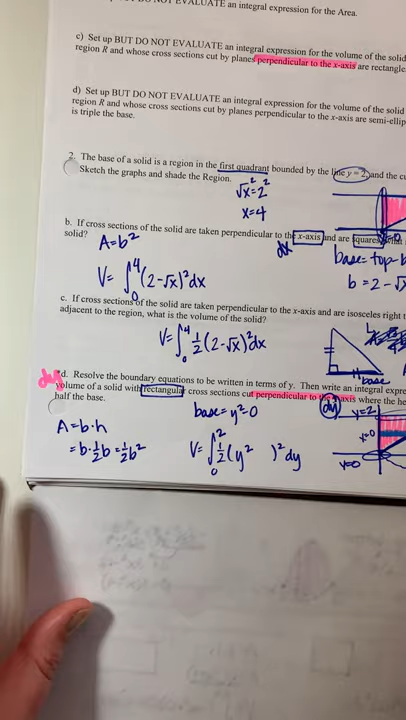 EVALUATE an integral expression for the Area.
c) Set up BUT DO NOT EVALUATE an integral expression for the volume of the solid
region R and whose cross sections cut by planes perpendicular to the x-axis are rectangle
d) Set up BUT DO NOT EVALUATE an integral expression for the volume of the solid
region R and whose cross sections cut by planes perpendicular to the x-axis are semi-ellip
is triple the base.
2. The base of a solid is a region in the first quadrant bounded by the line y = 2, and the cu
Sketch the graphs and shade the Region.
√x² = 2²
x=4
b. If cross sections of the solid are taken perpendicular to the x-axis and are squares, what
solid?
dx
A=b²
base= top-b
V= ∫₀⁴ (2-√x)² dx
b = 2 - √x
c. If cross sections of the solid are taken perpendicular to the x-axis and are isosceles right t
adjacent to the region, what is the volume of the solid?
V= ∫₀⁴ ½ (2-√x)² dx
base
dy
d. Resolve the boundary equations to be written in terms of y. Then write an integral expre
volume of a solid with rectangular cross sections cut perpendicular to the y-axis where the he
half the base.
dy
y=2
base= y²-0
A= b·h
x=0
= b·½b = ½b²
V= ∫₀² ½ (y² )² dy
y=0